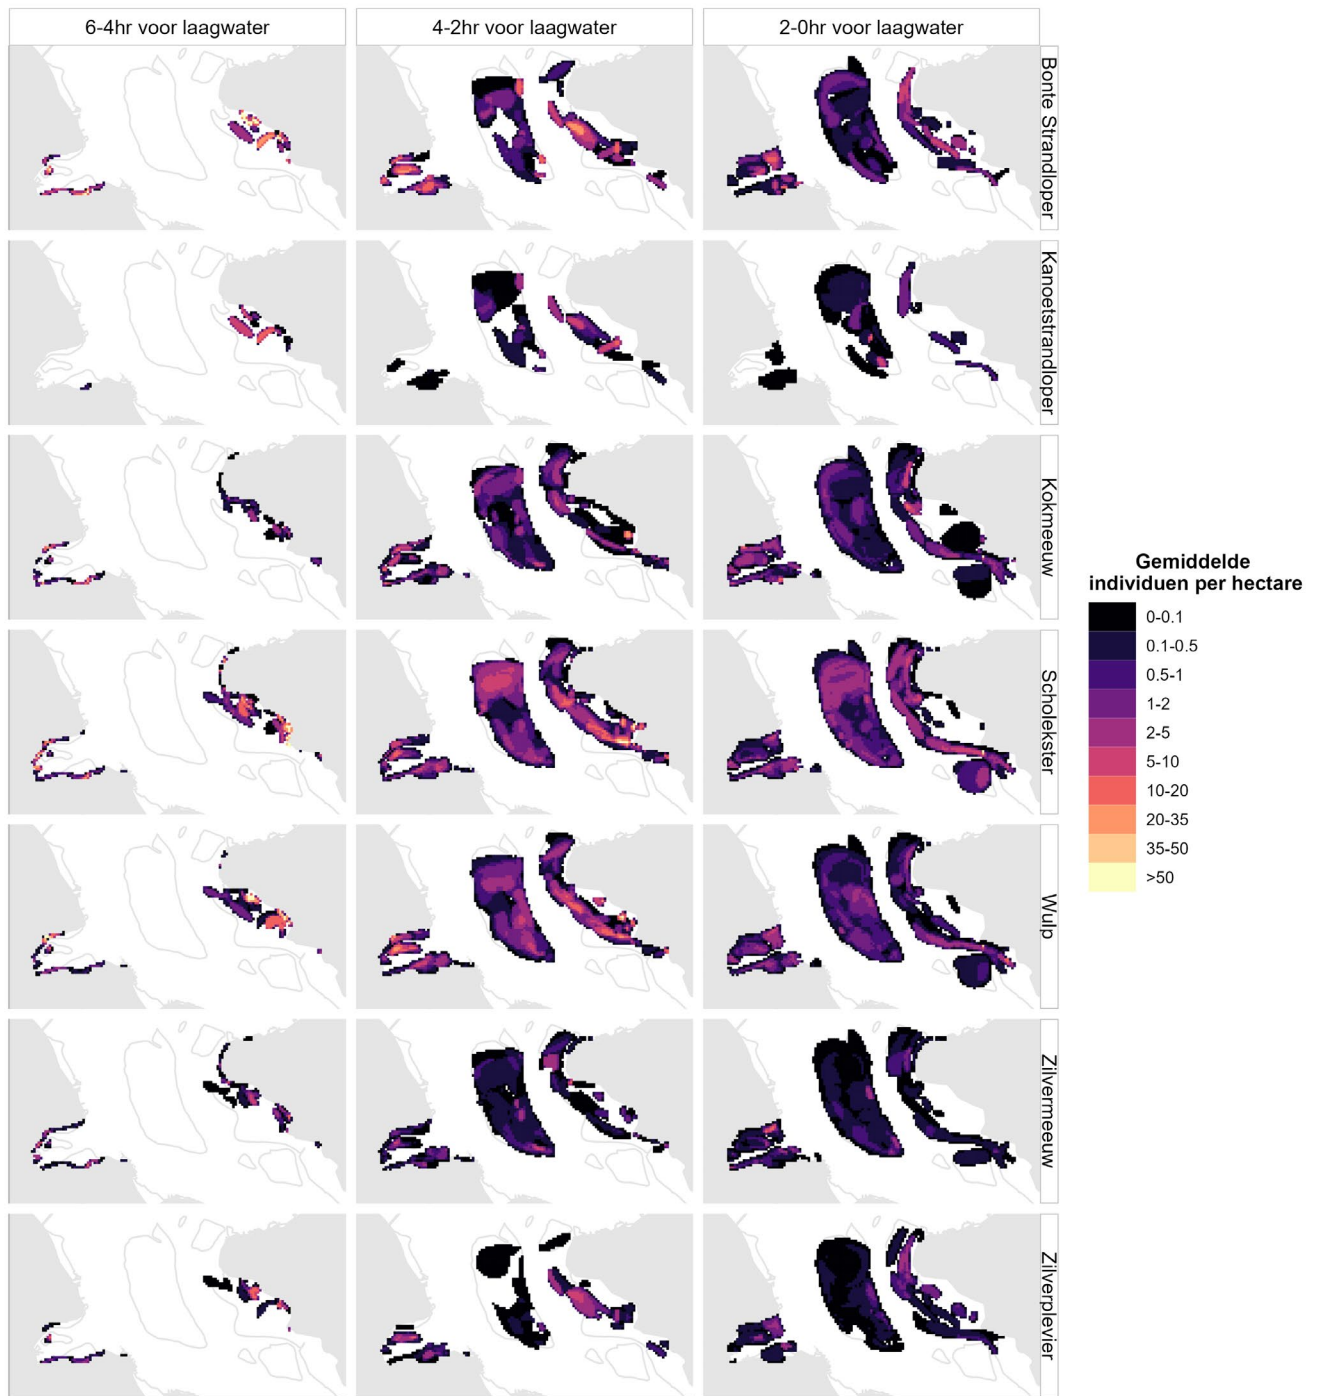 6-4hr voor laagwater
4-2hr voor laagwater
2-0hr voor laagwater
Bonte Strandloper
Kanoetstrandloper
Kokmeeuw
Scholekster
Wulp
Zilvermeeuw
Zilverplevier
Gemiddelde
individuen per hectare
0-0.1
0.1-0.5
0.5-1
1-2
2-5
5-10
10-20
20-35
35-50
>50